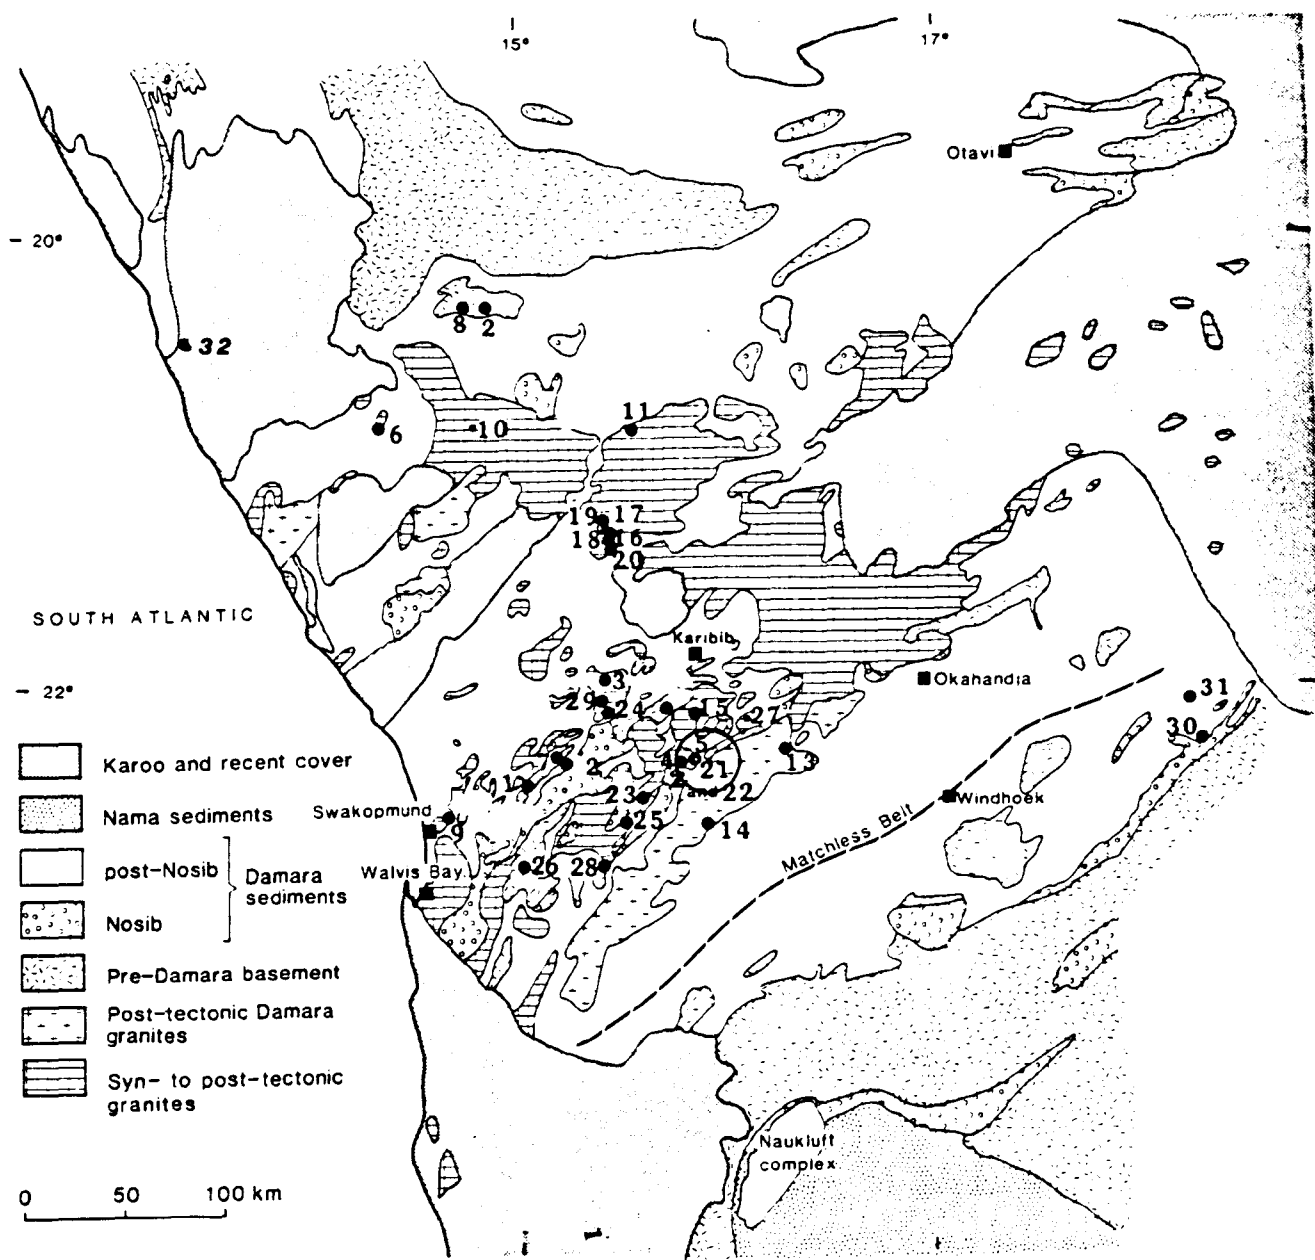 15°
17°
Otavi
- 20°
8 2
32
6
10
11
19 17
18 16
20
SOUTH ATLANTIC
Karibib
- 22°
3
Okahandja
31
29
24
15
27
30
5
Karoo and recent cover
1
2
4
21
13
2
and 22
Nama sediments
Swakopmund
23
Windhoek
9
25
14
Matchless Belt
post-Nosib
Damara
sediments
Walvis Bay
26
28
Nosib
Pre-Damara basement
Post-tectonic Damara
granites
Syn- to post-tectonic
granites
Naukluft
complex
0 50 100 km